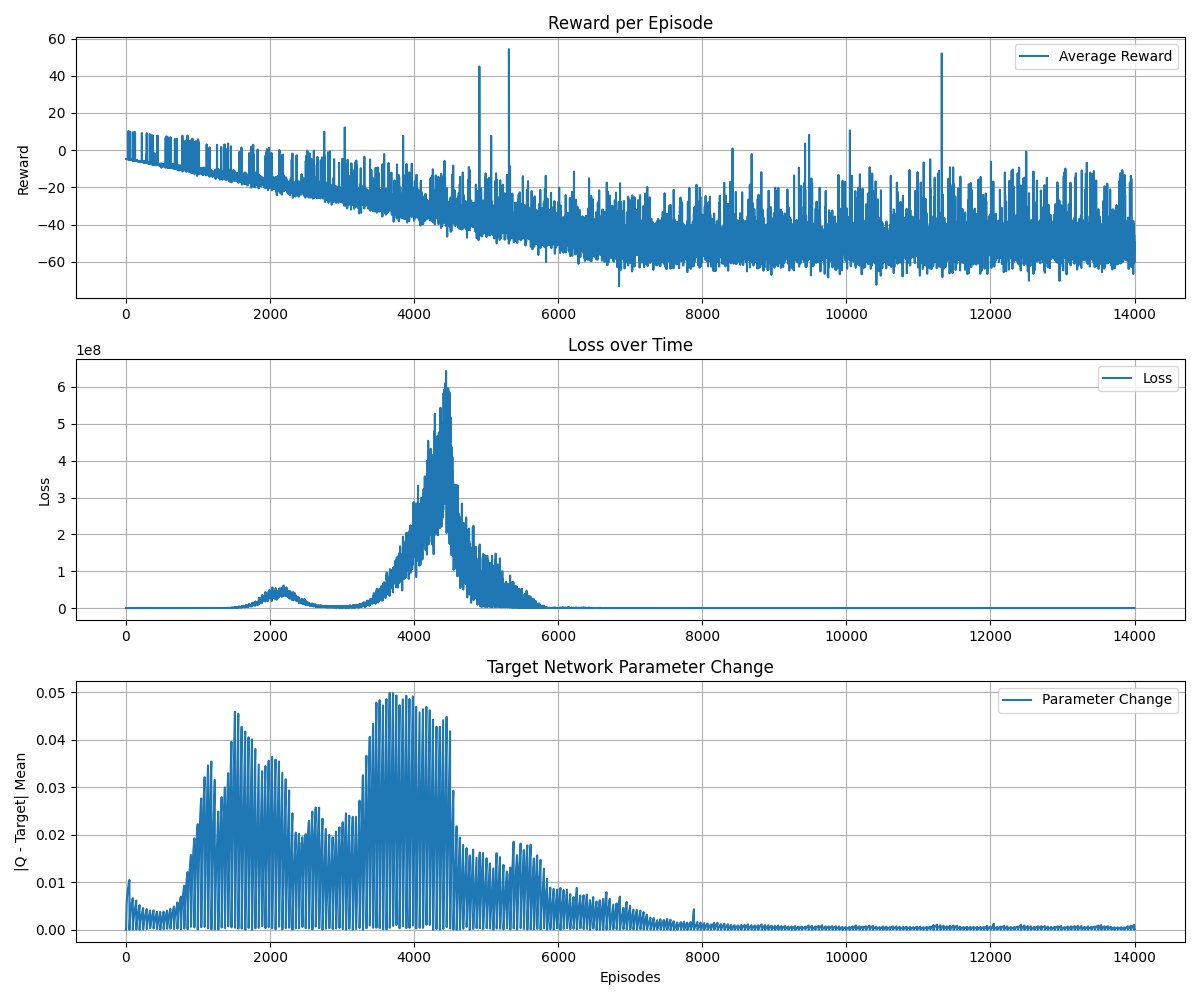 Reward per Episode
60
40
20
0
−20
−40
−60
Reward
Average Reward
0 2000 4000 6000 8000 10000 12000 14000
Loss over Time
1e8
6
5
4
3
2
1
0
Loss
Loss
0 2000 4000 6000 8000 10000 12000 14000
Target Network Parameter Change
0.05
0.04
0.03
0.02
0.01
0.00
|Q - Target| Mean
Parameter Change
0 2000 4000 6000 8000 10000 12000 14000
Episodes